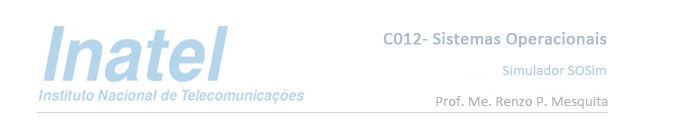 Inatel
Instituto Nacional de Telecomunicações
C012- Sistemas Operacionais
Simulador SOSim
Prof. Me. Renzo P. Mesquita